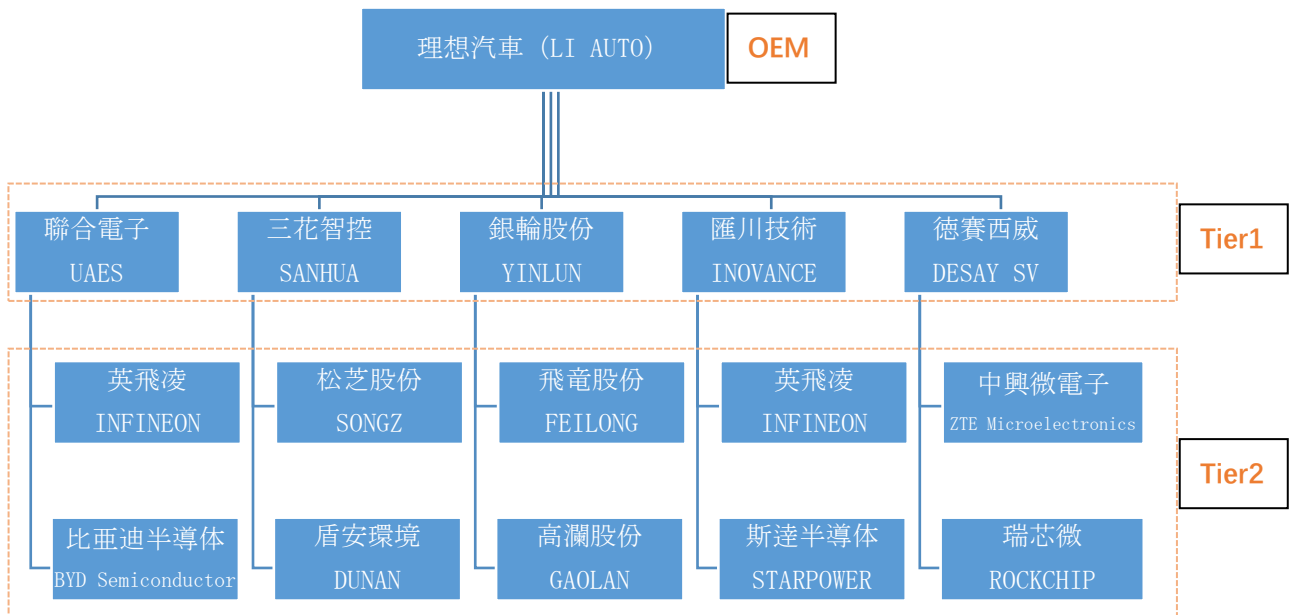 理想汽車 (LI AUTO)
OEM
聯合電子
UAES
三花智控
SANHUA
銀輪股份
YINLUN
匯川技術
INOVANCE
徳賽西威
DESAY SV
Tier1
英飛凌
INFINEON
松芝股份
SONGZ
飛竜股份
FEILONG
英飛凌
INFINEON
中興微電子
ZTE Microelectronics
Tier2
比亜迪半導体
BYD Semiconductor
盾安環境
DUNAN
高瀾股份
GAOLAN
斯達半導体
STARPOWER
瑞芯微
ROCKCHIP